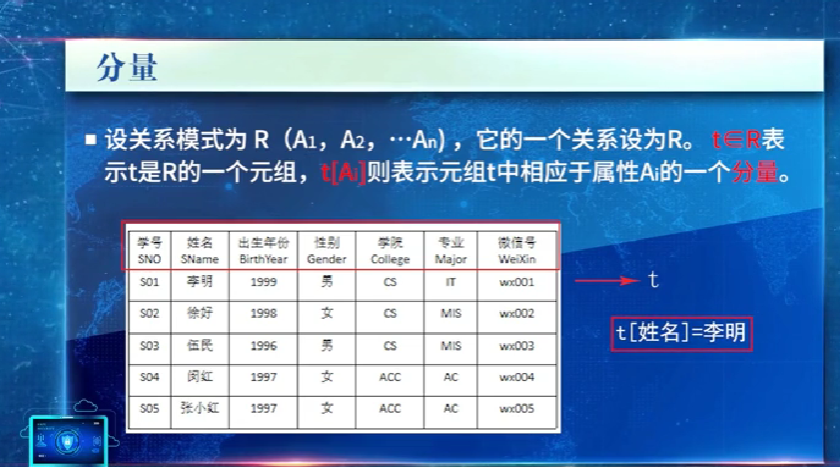 分量
设关系模式为 R（A1，A2，…An），它的一个关系设为R。 t∈R表
示t是R的一个元组，t[Ai]则表示元组t中相应于属性Ai的一个分量。
学号 姓名 出生年份 性别 学院 专业 微信号
SNO SName BirthYear Gender College Major WeiXin
S01 李明 1999 男 CS IT wx001
S02 徐好 1998 女 CS MIS wx002
S03 伍民 1996 男 CS MIS wx003
S04 闵红 1997 女 ACC AC wx004
S05 张小红 1997 女 ACC AC wx005
t
t[姓名]=李明